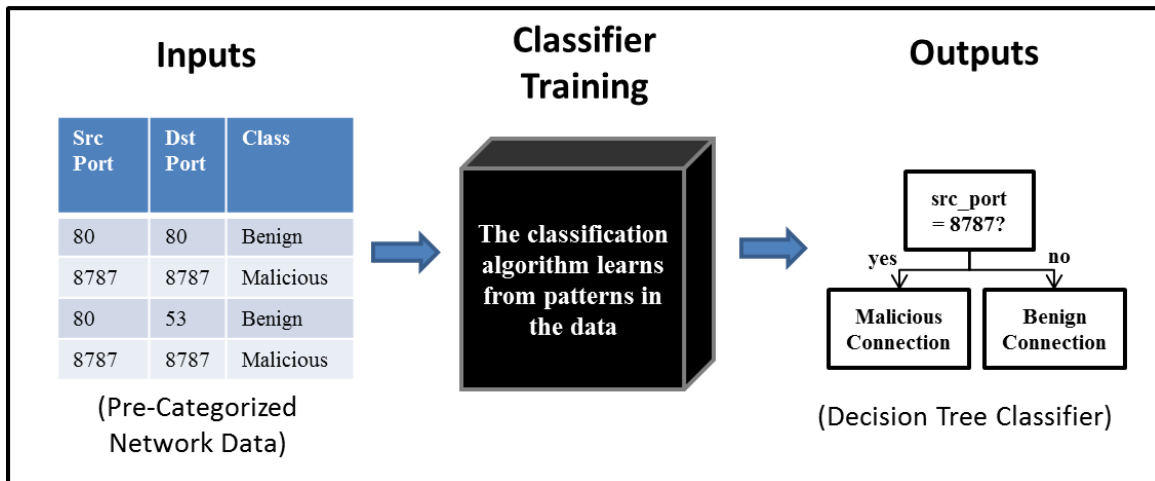 Inputs
Src Port Dst Port Class
80 80 Benign
8787 8787 Malicious
80 53 Benign
8787 8787 Malicious
(Pre-Categorized
Network Data)
Classifier
Training
The classification
algorithm learns
from patterns in
the data
Outputs
src_port
= 8787?
yes no
Malicious
Connection
Benign
Connection
(Decision Tree Classifier)